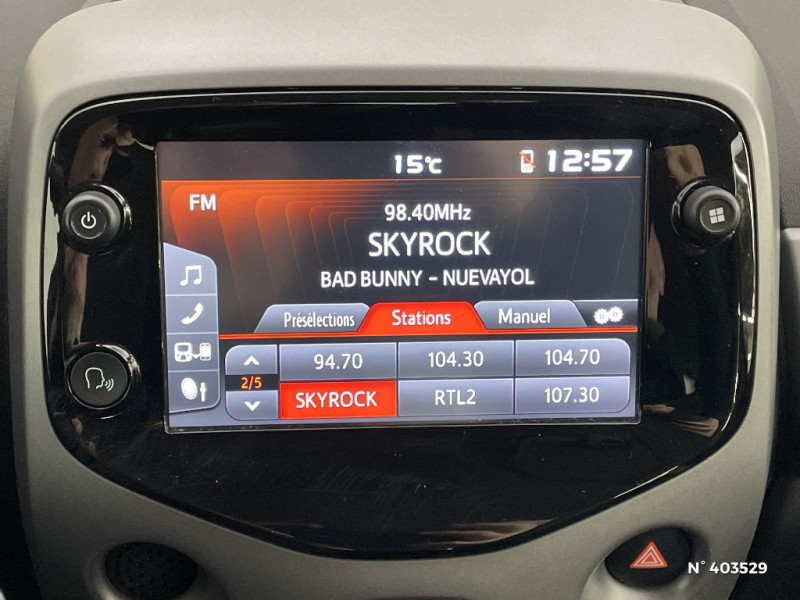 15°C 12:57
FM
98.40MHz
SKYROCK
BAD BUNNY - NUEVAYOL
Présélections Stations Manuel
94.70 104.30 104.70
2/5
SKYROCK RTL2 107.30
N° 403529